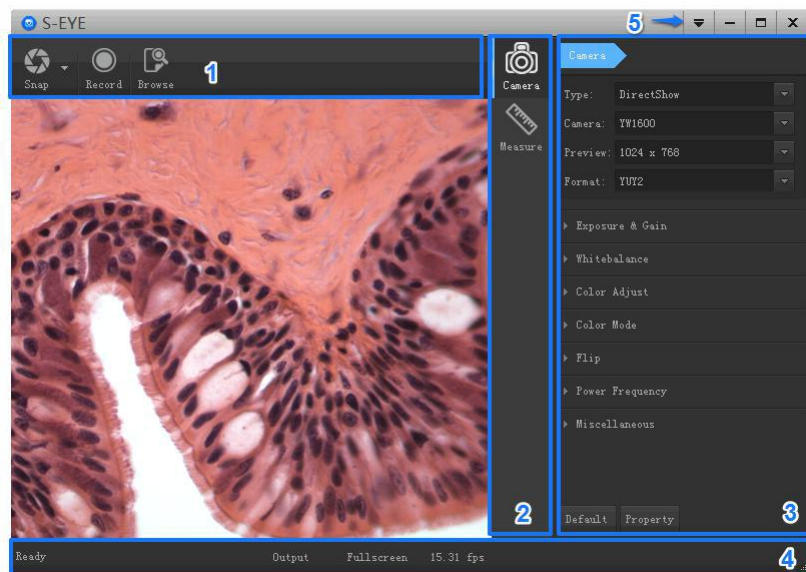 S-EYE
5
Snap Record Browse
1
Camera
Measure
2
Camera
Type: DirectShow
Camera: YW1600
Preview: 1024 x 768
Format: YUY2
Exposure & Gain
Whitebalance
Color Adjust
Color Mode
Flip
Power Frequency
Miscellaneous
Default Property
3
Ready Output Fullscreen 15.31 fps
4